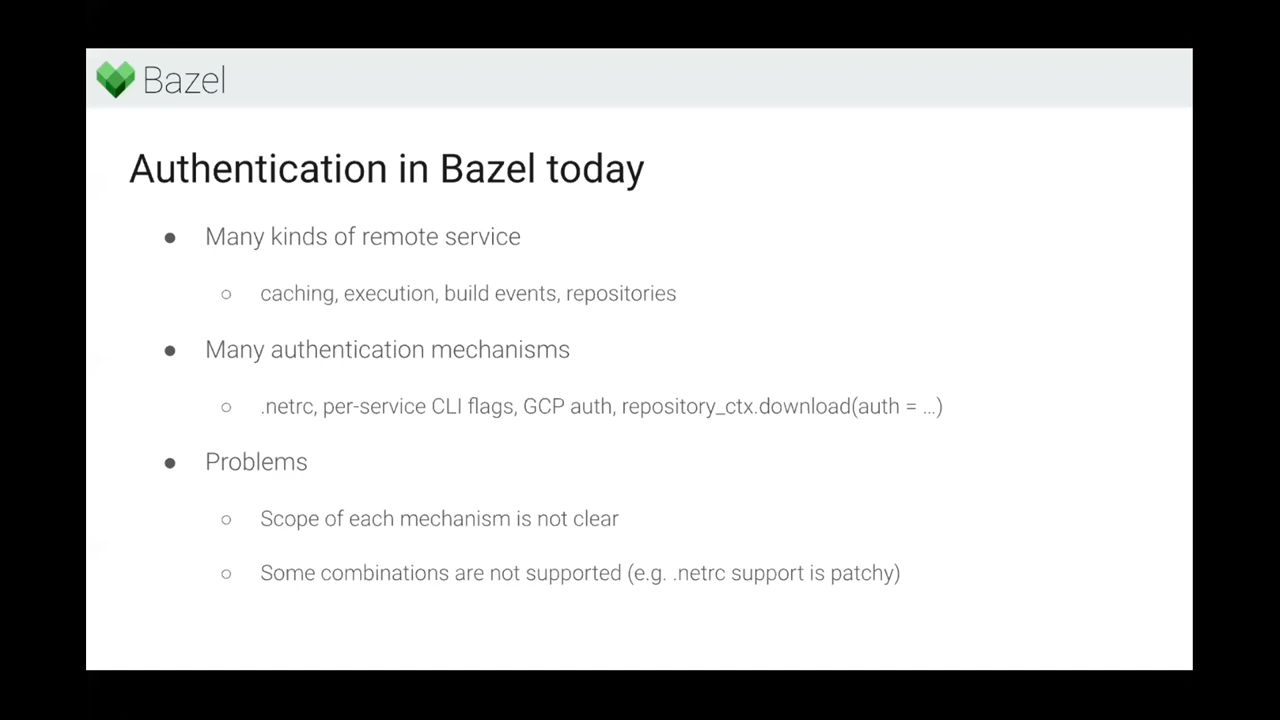 Bazel
Authentication in Bazel today
● Many kinds of remote service
○ caching, execution, build events, repositories
● Many authentication mechanisms
○ .netrc, per-service CLI flags, GCP auth, repository_ctx.download(auth = ...)
● Problems
○ Scope of each mechanism is not clear
○ Some combinations are not supported (e.g. .netrc support is patchy)